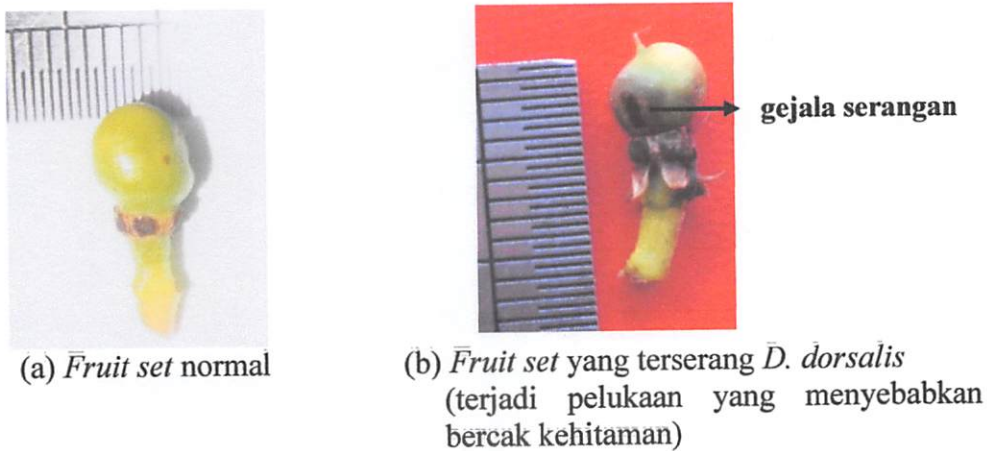 gejala serangan
(a) Fruit set normal
(b) Fruit set yang terserang D. dorsalis
(terjadi pelukaan yang menyebabkan
bercak kehitaman)